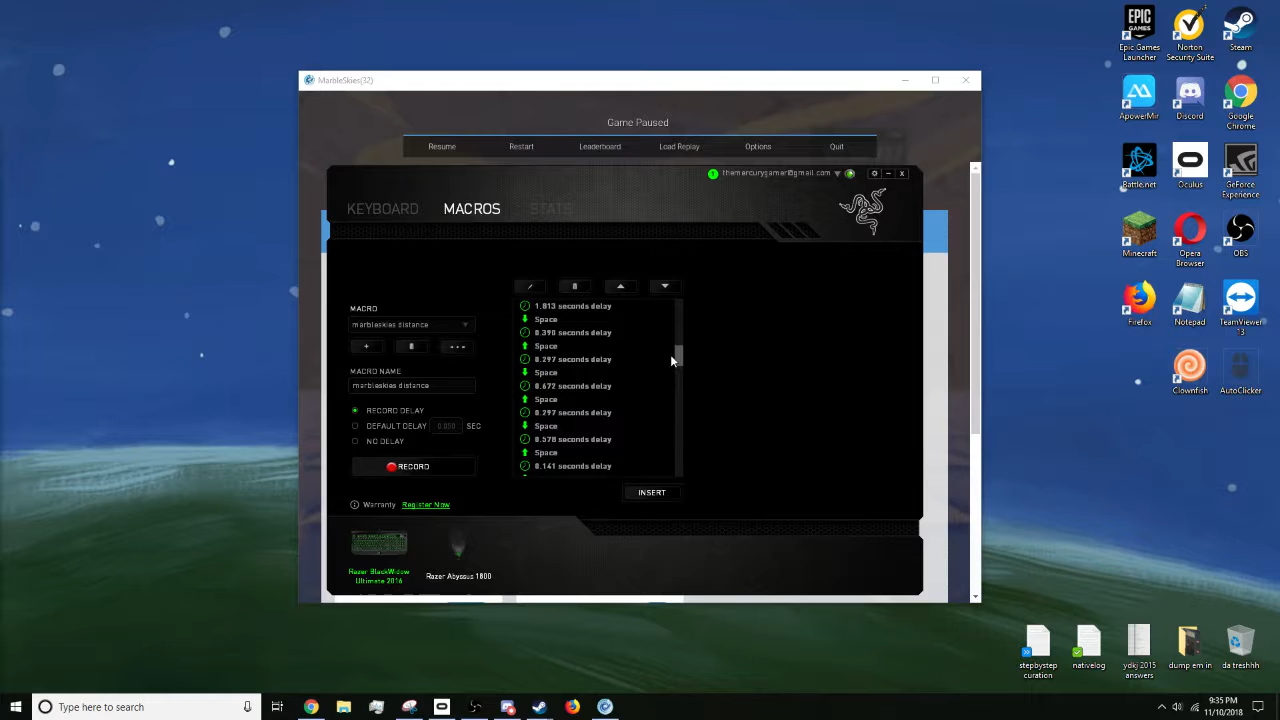 MarbleSkies(32)
Game Paused
Resume Restart Leaderboard Load Replay Options Quit
1 themercurygamer@gmail.com
KEYBOARD MACROS STATS
MACRO
marbleskies distance
MACRO NAME
marbleskies distance
RECORD DELAY
DEFAULT DELAY 0.050 SEC
NO DELAY
RECORD
1.813 seconds delay
Space
0.390 seconds delay
Space
0.297 seconds delay
Space
0.672 seconds delay
Space
0.297 seconds delay
Space
0.578 seconds delay
Space
0.141 seconds delay
INSERT
Warranty Register Now
Razer BlackWidow
Ultimate 2016
Razer Abyssus 1800
EPIC
GAMES
Epic Games
Launcher
Norton
Security Suite
Steam
ApowerMir
Discord
Google
Chrome
Battle.net
Oculus
GeForce
Experience
Minecraft
Opera
Browser
OBS
Firefox
Notepad
TeamViewer
13
Clownfish
AutoClicker
stepbystep
curation
nativelog
ydkj 2015
answers
dump em in
da treshhh
Type here to search
9:35 PM
11/10/2018